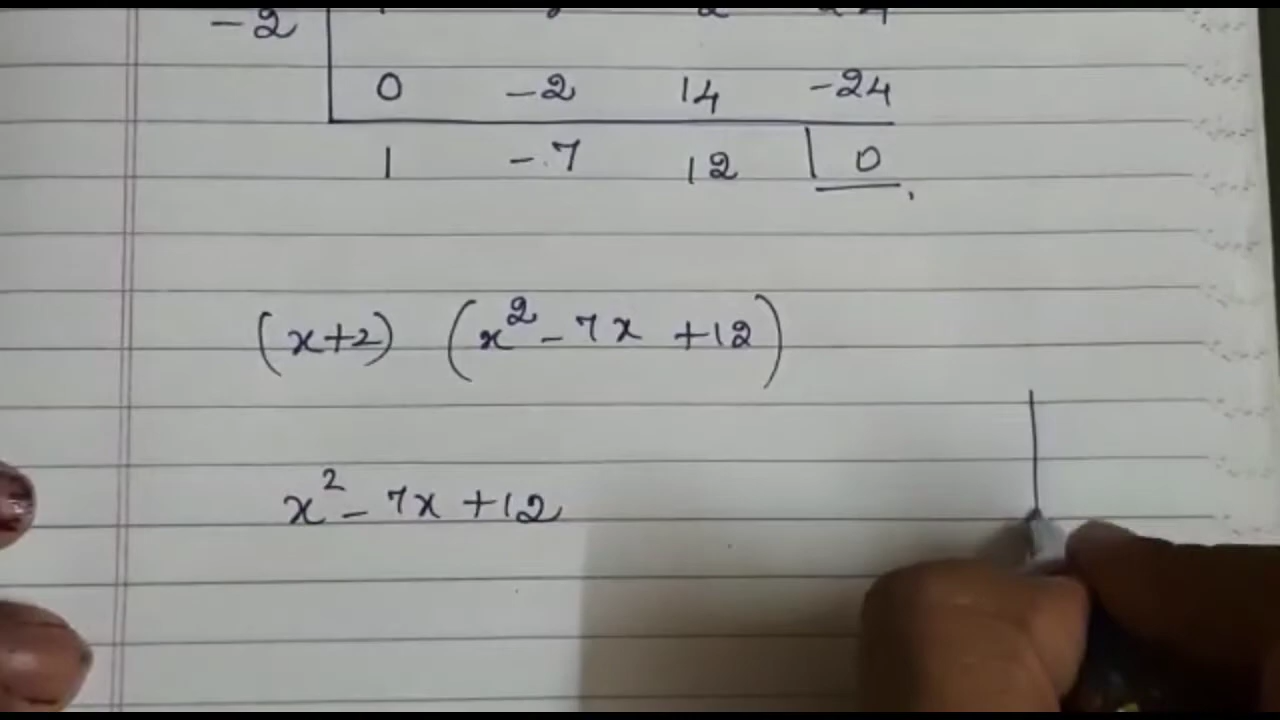 -2
0 -2 14 -24
1 -7 12 0
(x+2) (x² - 7x + 12)
x² - 7x + 12